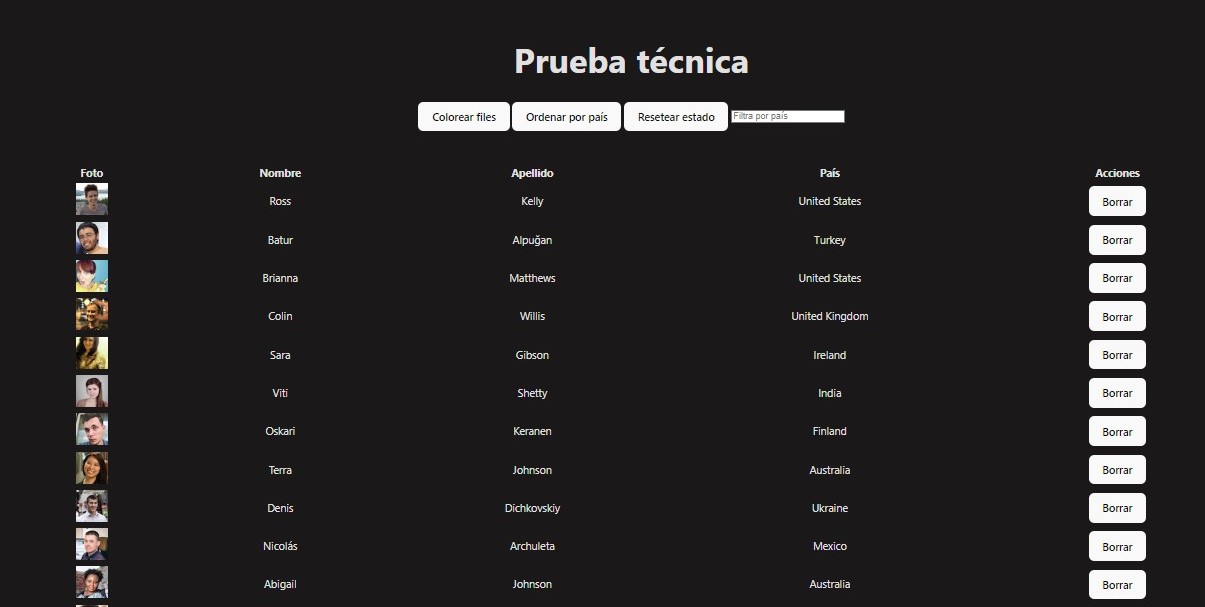 Prueba técnica
Colorear files Ordenar por país Resetear estado Filtra por país
Foto Nombre Apellido País Acciones
Ross Kelly United States Borrar
Batur Alpuğan Turkey Borrar
Brianna Matthews United States Borrar
Colin Willis United Kingdom Borrar
Sara Gibson Ireland Borrar
Viti Shetty India Borrar
Oskari Keranen Finland Borrar
Terra Johnson Australia Borrar
Denis Dichkovskiy Ukraine Borrar
Nicolás Archuleta Mexico Borrar
Abigail Johnson Australia Borrar